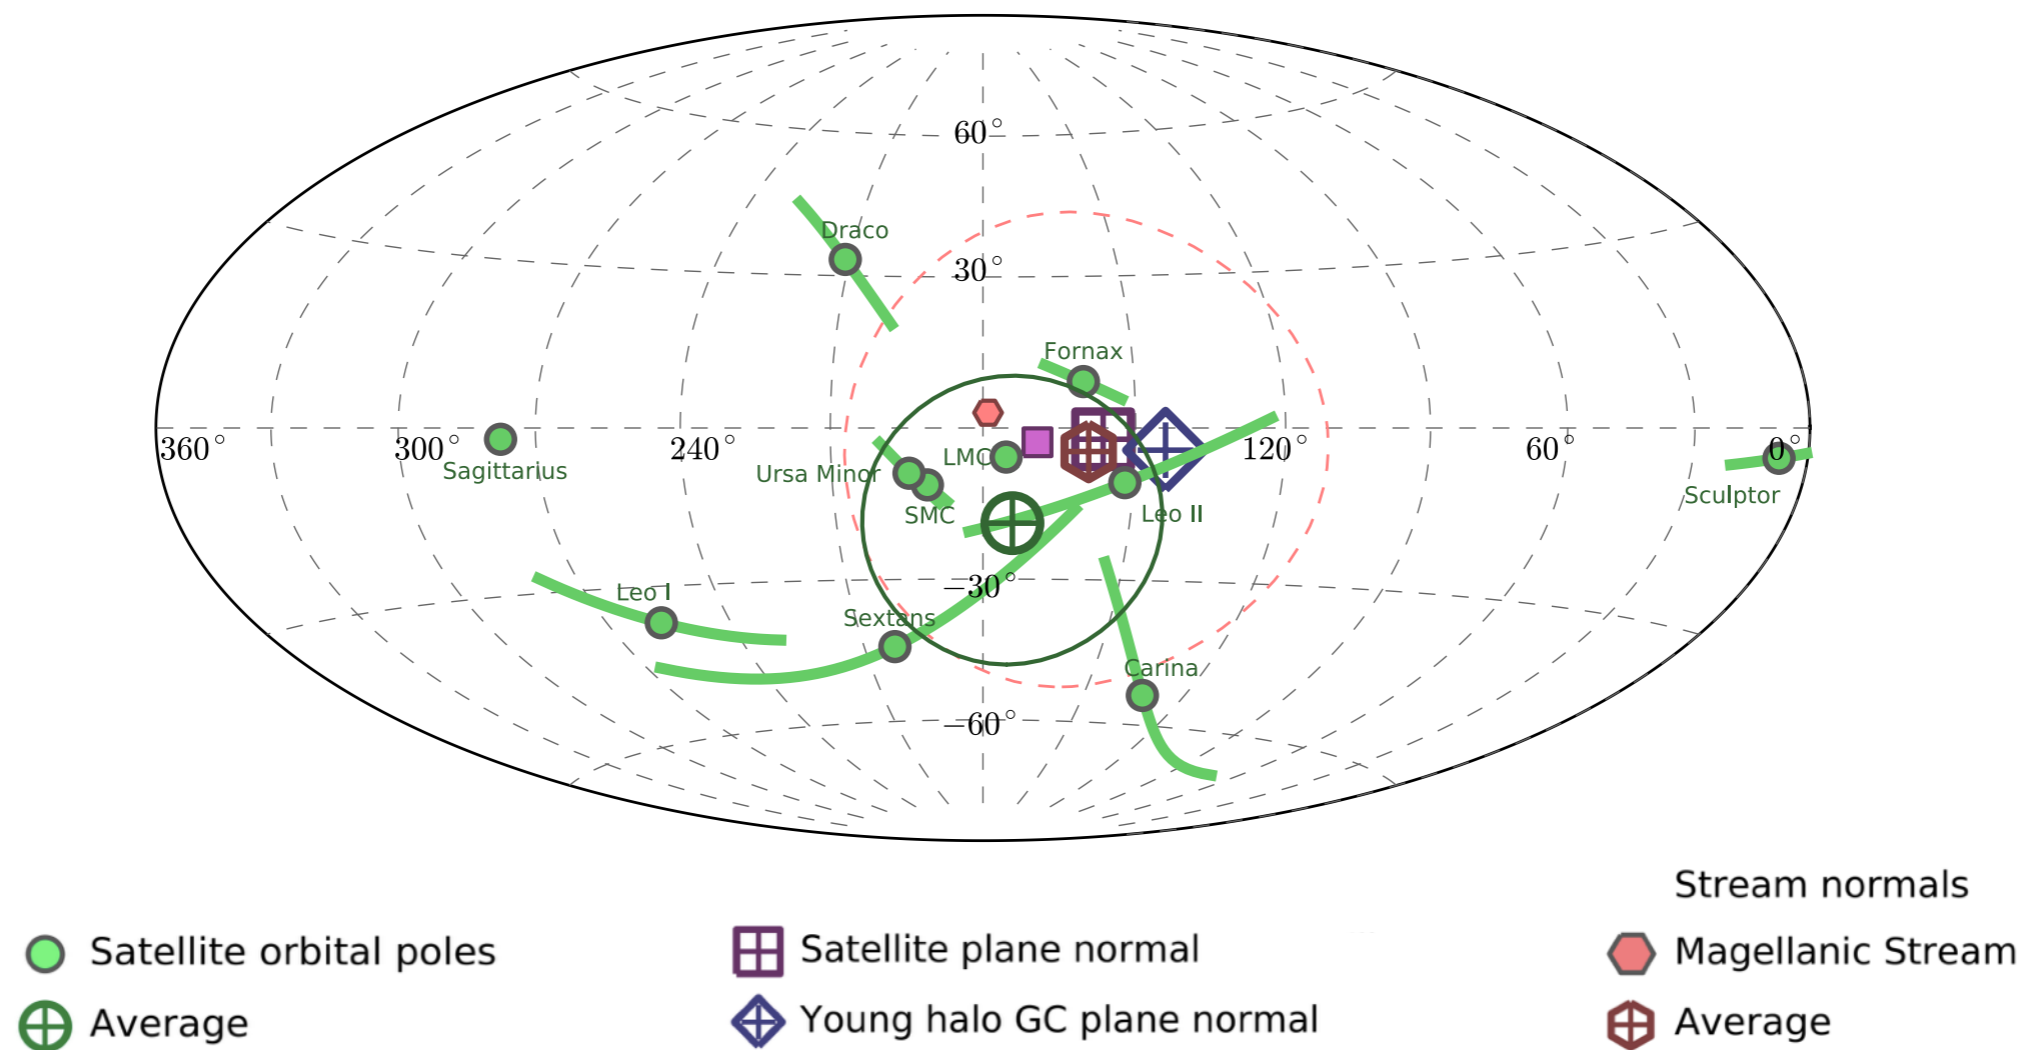 60°
Draco
30°
Fornax
360°
300°
240°
120°
60°
0°
LMC
Sagittarius
Ursa Minor
Sculptor
SMC
Leo II
−30°
Leo I
Sextans
Carina
−60°
Stream normals
Satellite orbital poles
Satellite plane normal
Magellanic Stream
Average
Young halo GC plane normal
Average